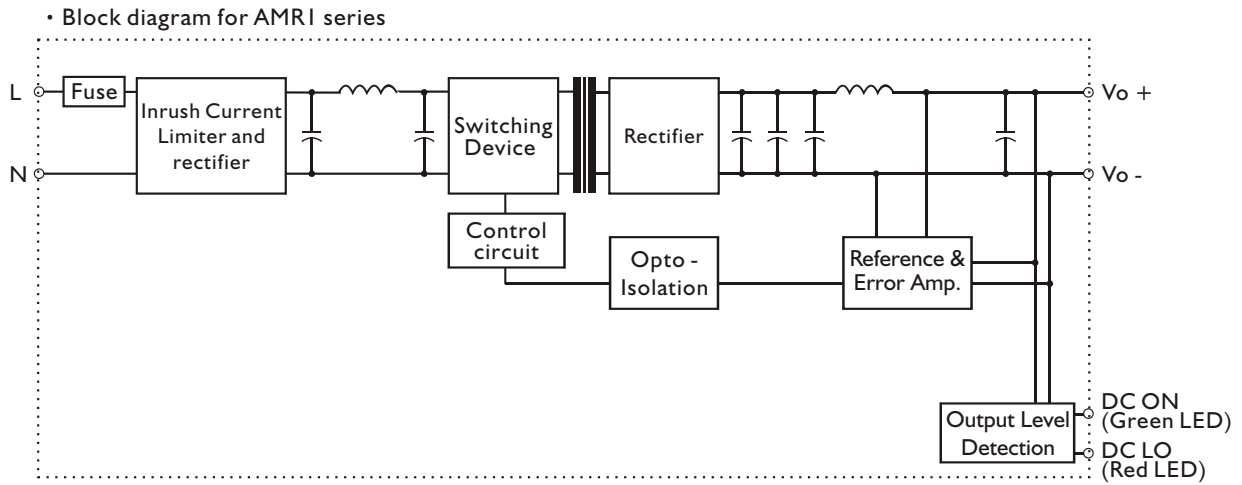 • Block diagram for AMR1 series
L
Fuse
Inrush Current
Limiter and
rectifier
Switching
Device
Rectifier
Vo +
N
Vo -
Control
circuit
Opto -
Isolation
Reference &
Error Amp.
Output Level
Detection
DC ON
(Green LED)
DC LO
(Red LED)